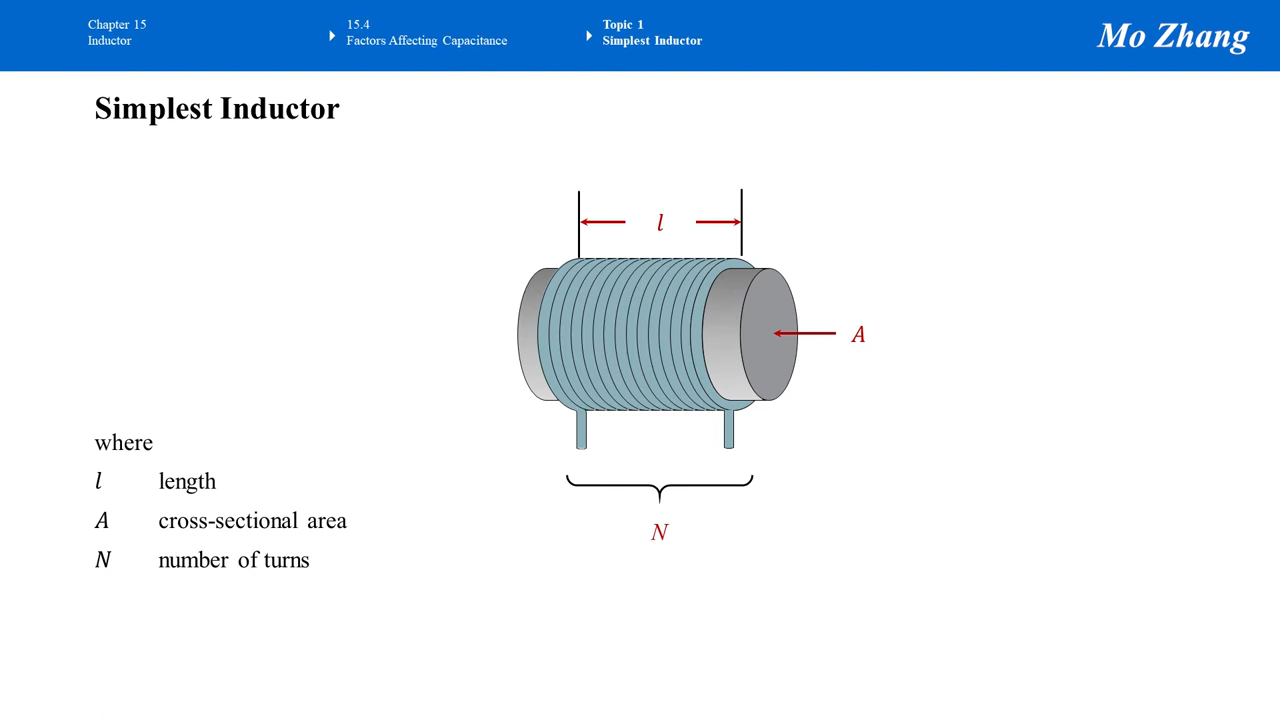 Chapter 15
Inductor
15.4
Factors Affecting Capacitance
Topic 1
Simplest Inductor
Mo Zhang
Simplest Inductor
l
A
N
where
l length
A cross-sectional area
N number of turns